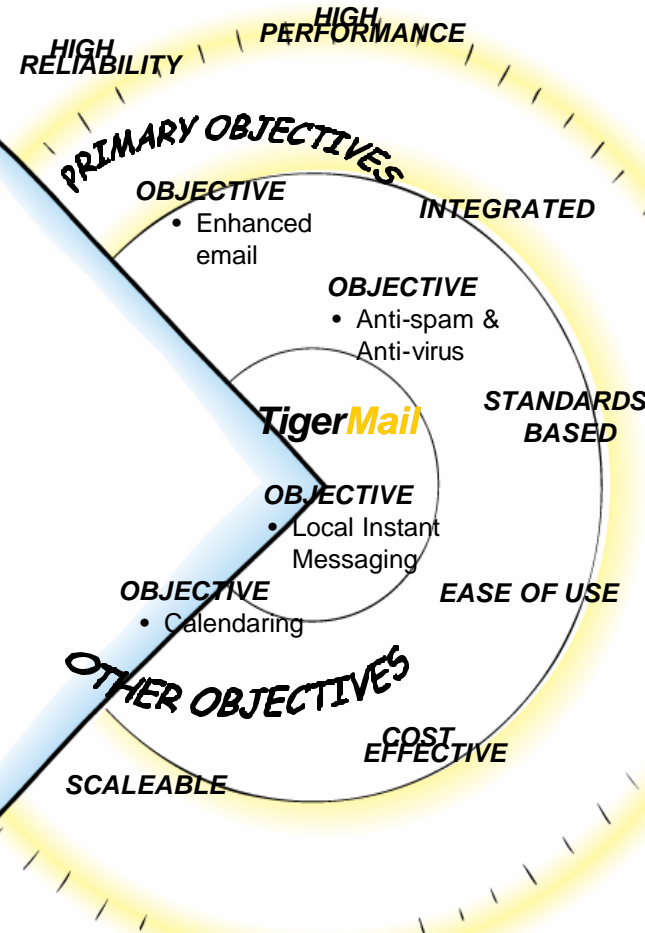 HIGH
PERFORMANCE
HIGH
RELIABILITY
PRIMARY OBJECTIVES
OBJECTIVE
• Enhanced
email
INTEGRATED
OBJECTIVE
• Anti-spam &
Anti-virus
STANDARDS
BASED
TigerMail
OBJECTIVE
• Local Instant
Messaging
OBJECTIVE
• Calendaring
EASE OF USE
OTHER OBJECTIVES
COST
EFFECTIVE
SCALEABLE